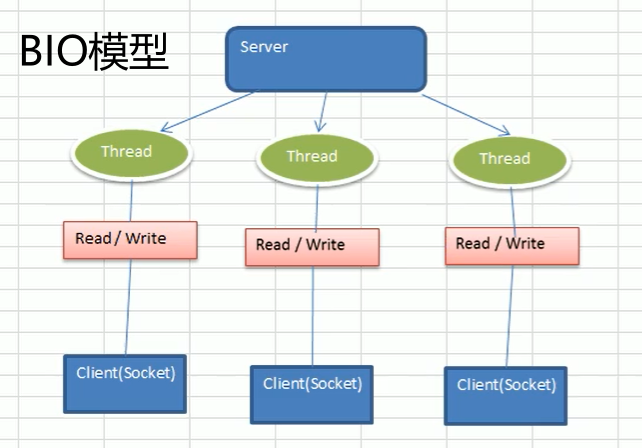 BIO模型
Server
Thread
Thread
Thread
Read / Write
Read / Write
Read / Write
Client(Socket)
Client(Socket)
Client(Socket)